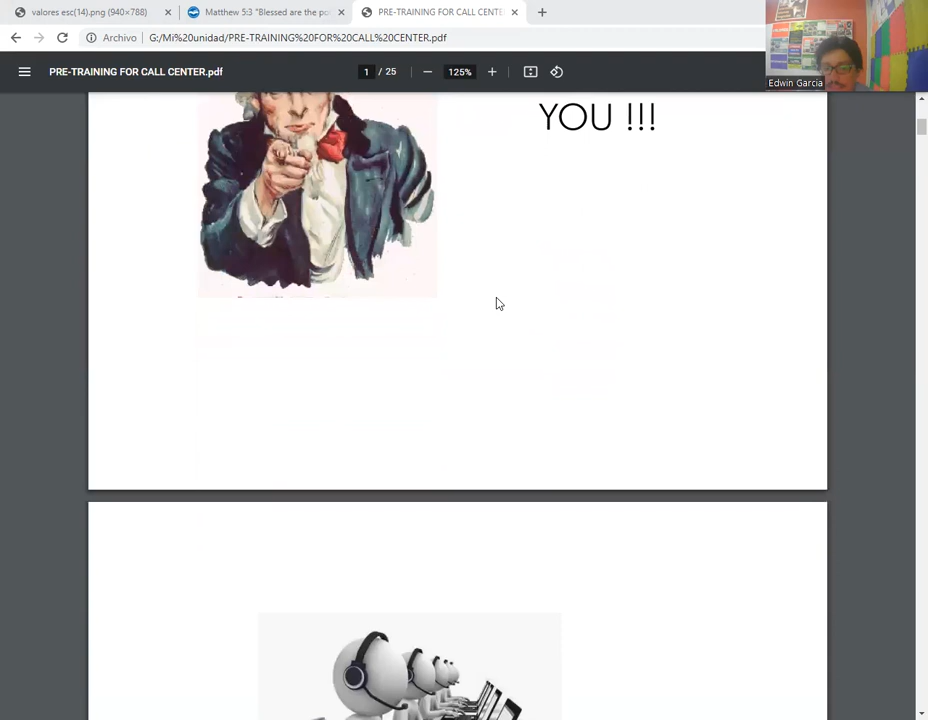 valores esc(14).png (940×788)
Matthew 5:3 "Blessed are the po
PRE-TRAINING FOR CALL CENTE
Archivo
G:/Mi%20unidad/PRE-TRAINING%20FOR%20CALL%20CENTER.pdf
PRE-TRAINING FOR CALL CENTER.pdf
1 / 25
125%
Edwin Garcia
YOU !!!